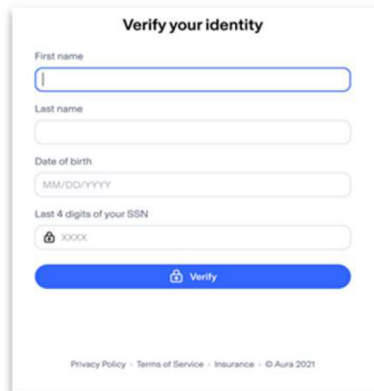 Verify your identity
First name
Last name
Date of birth
MM/DD/YYYY
Last 4 digits of your SSN
XXXX
Verify
Privacy Policy - Terms of Service - Insurance - © Aura 2021